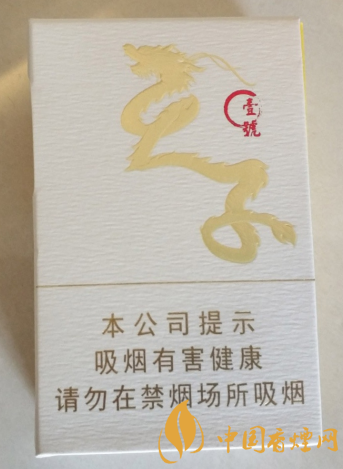 壹
號
本公司提示
吸烟有害健康
请勿在禁烟场所吸烟
中国香烟网